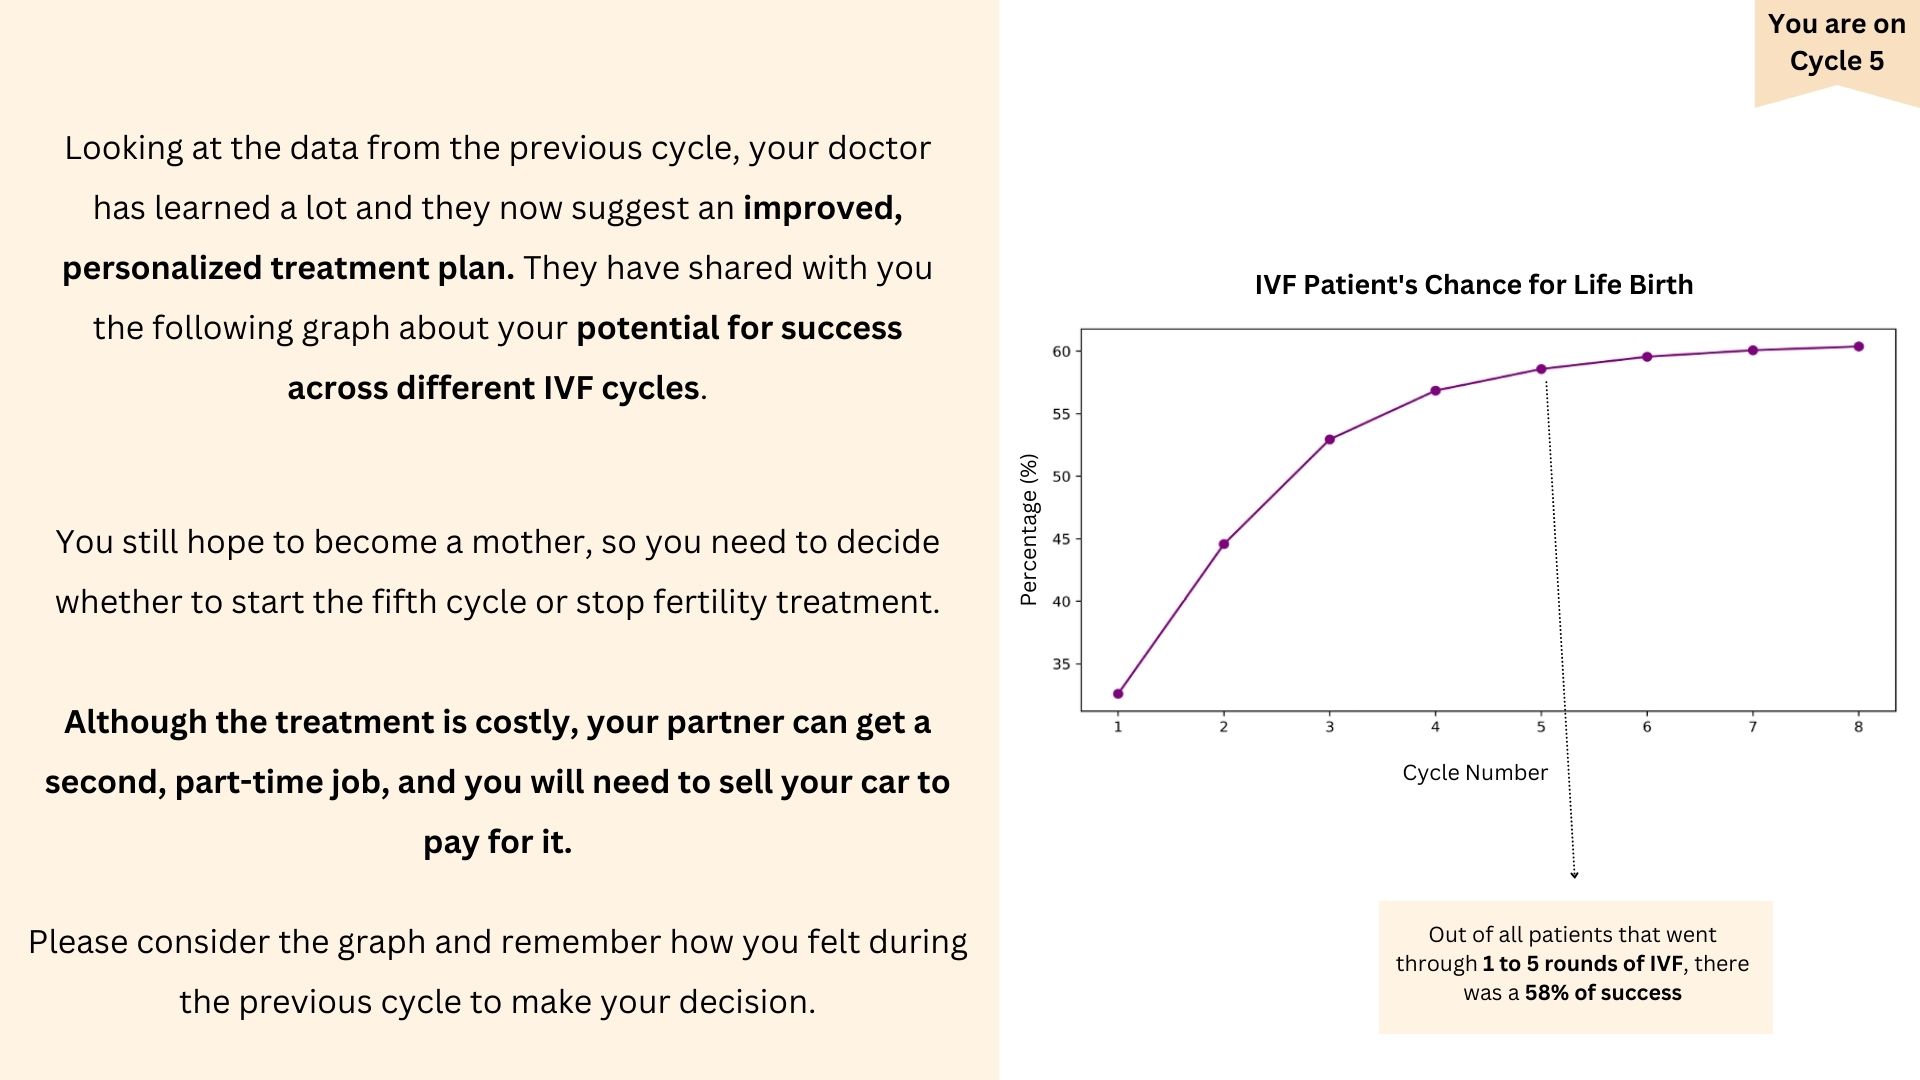 You are on
Cycle 5
Looking at the data from the previous cycle, your doctor
has learned a lot and they now suggest an improved,
personalized treatment plan. They have shared with you
the following graph about your potential for success
across different IVF cycles.
You still hope to become a mother, so you need to decide
whether to start the fifth cycle or stop fertility treatment.
Although the treatment is costly, your partner can get a
second, part-time job, and you will need to sell your car to
pay for it.
Please consider the graph and remember how you felt during
the previous cycle to make your decision.
IVF Patient's Chance for Life Birth
Percentage (%)
60
55
50
45
40
35
1 2 3 4 5 6 7 8
Cycle Number
Out of all patients that went
through 1 to 5 rounds of IVF, there
was a 58% of success